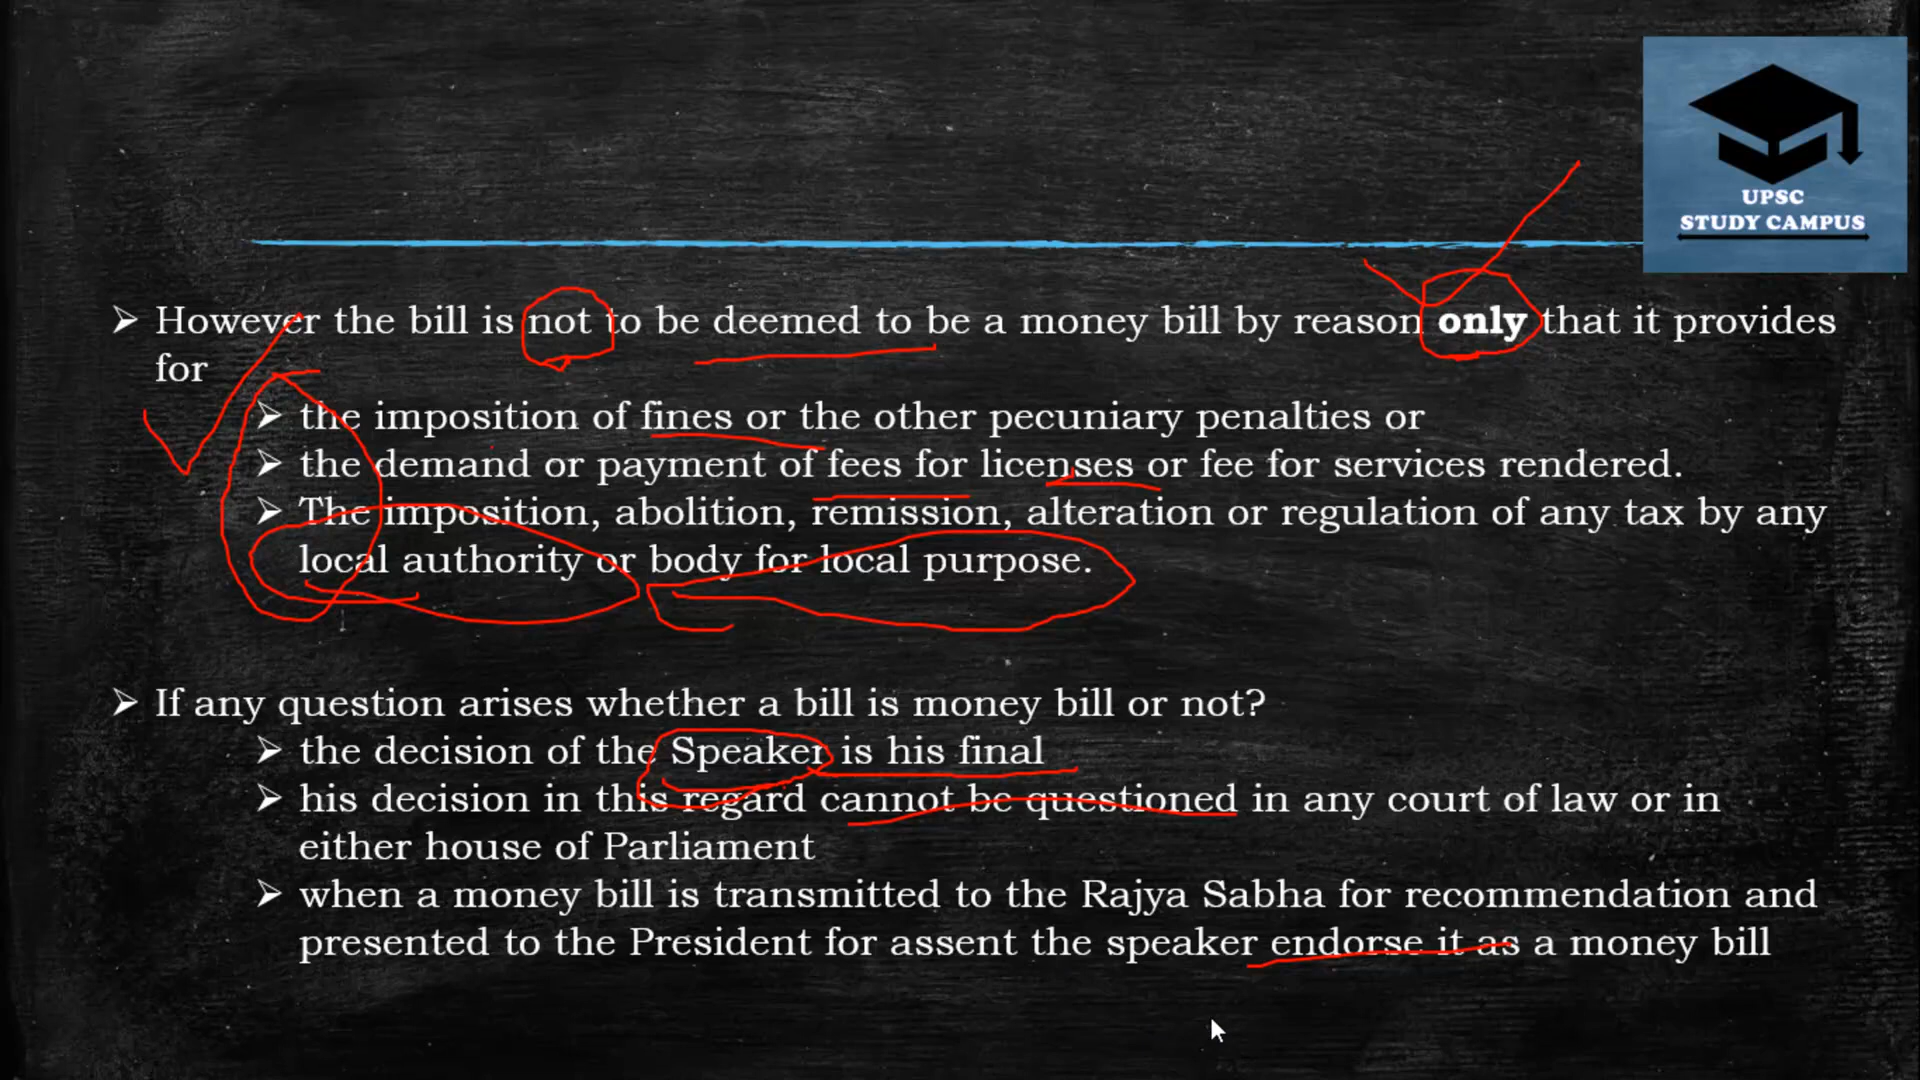 UPSC
STUDY CAMPUS
However the bill is not to be deemed to be a money bill by reason only that it provides
for
the imposition of fines or the other pecuniary penalties or
the demand or payment of fees for licenses or fee for services rendered.
The imposition, abolition, remission, alteration or regulation of any tax by any
local authority or body for local purpose.
If any question arises whether a bill is money bill or not?
the decision of the Speaker is his final
his decision in this regard cannot be questioned in any court of law or in
either house of Parliament
when a money bill is transmitted to the Rajya Sabha for recommendation and
presented to the President for assent the speaker endorse it as a money bill